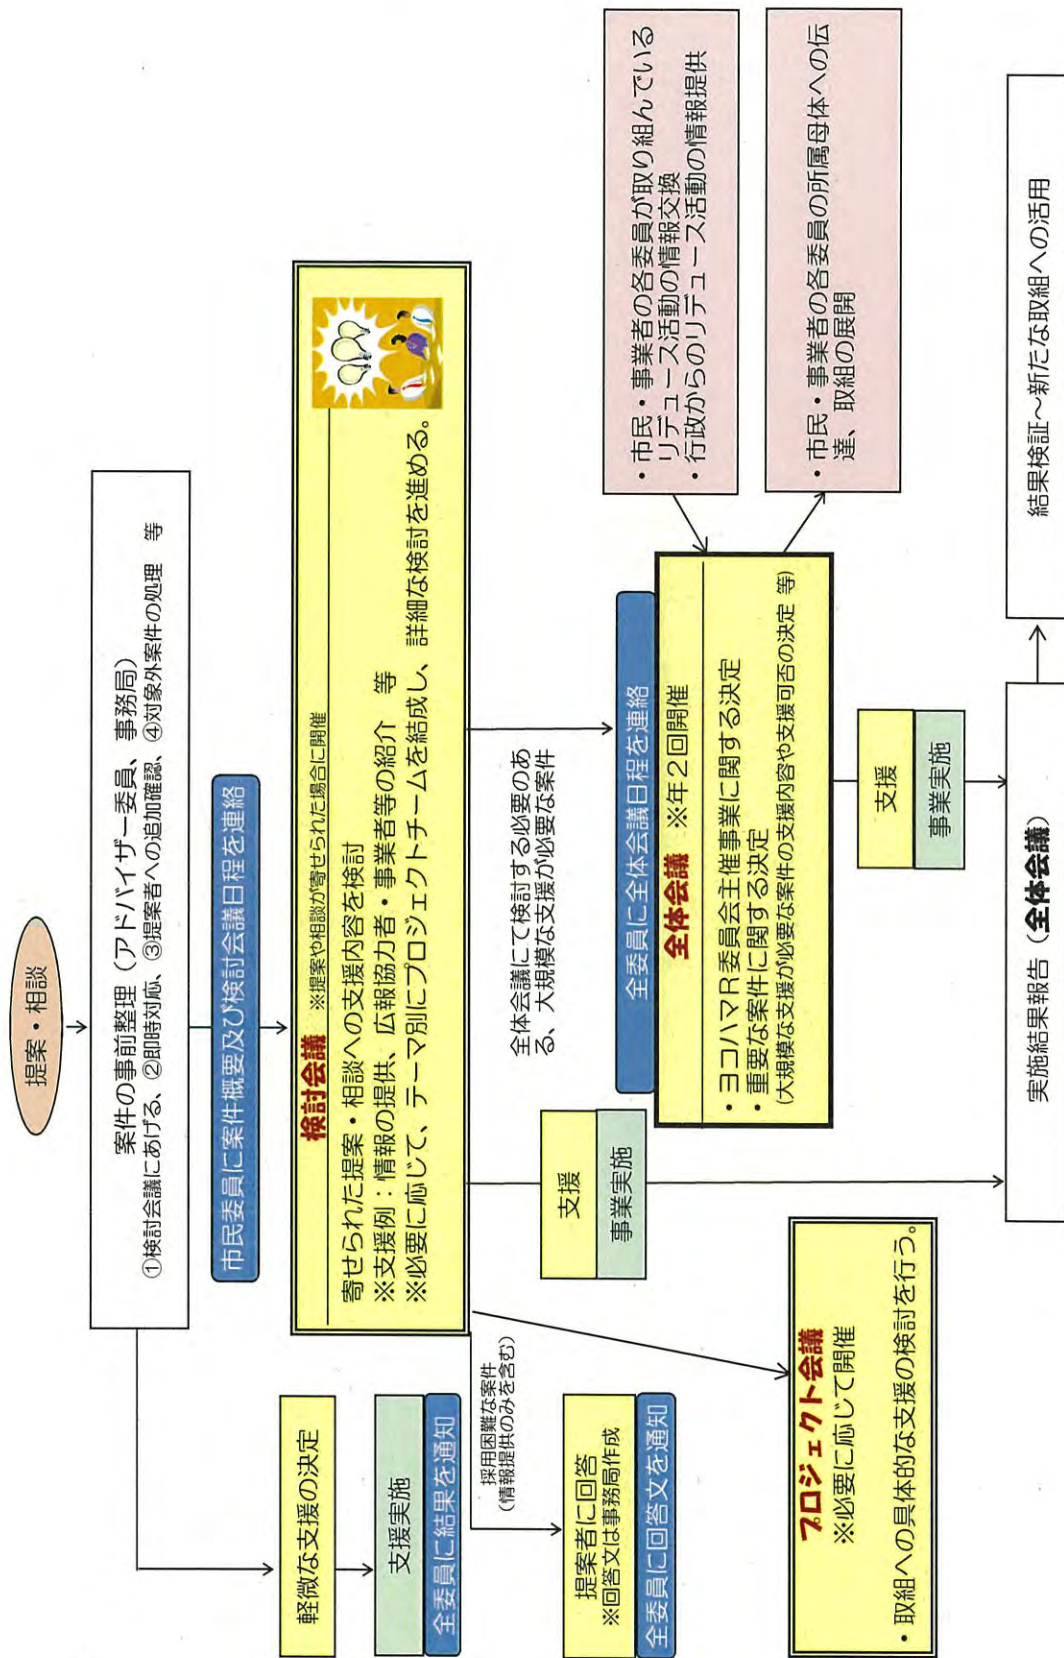 提案・相談
案件の事前整理（アドバイザー委員、事務局）
①検討会議にあげる、②即時対応、③提案者への追加確認、④対象外案件の処理　等
市民委員に案件概要及び検討会議日程を連絡
検討会議　※提案や相談が寄せられた場合に開催
寄せられた提案・相談への支援内容を検討
※支援例：情報の提供、広報協力者・事業者等の紹介　等
※必要に応じて、テーマ別にプロジェクトチームを結成し、詳細な検討を進める。
軽微な支援の決定
支援実施
全委員に結果を通知
採用困難な案件
（情報提供のみを含む）
提案者に回答
※回答文は事務局作成
全委員に回答文を通知
プロジェクト会議
※必要に応じて開催
・取組への具体的な支援の検討を行う。
支援
事業実施
全体会議にて検討する必要のあ
る、大規模な支援が必要な案件
全委員に全体会議日程を連絡
全体会議　※年２回開催
・ヨコハマＲ委員会主催事業に関する決定
・重要な案件に関する決定
（大規模な支援が必要な案件の支援内容や支援可否の決定 等）
・市民・事業者の各委員が取り組んでいる
リデュース活動の情報交換
・行政からのリデュース活動の情報提供
・市民・事業者の各委員の所属母体への伝
達、取組の展開
支援
事業実施
実施結果報告（全体会議）
結果検証～新たな取組への活用